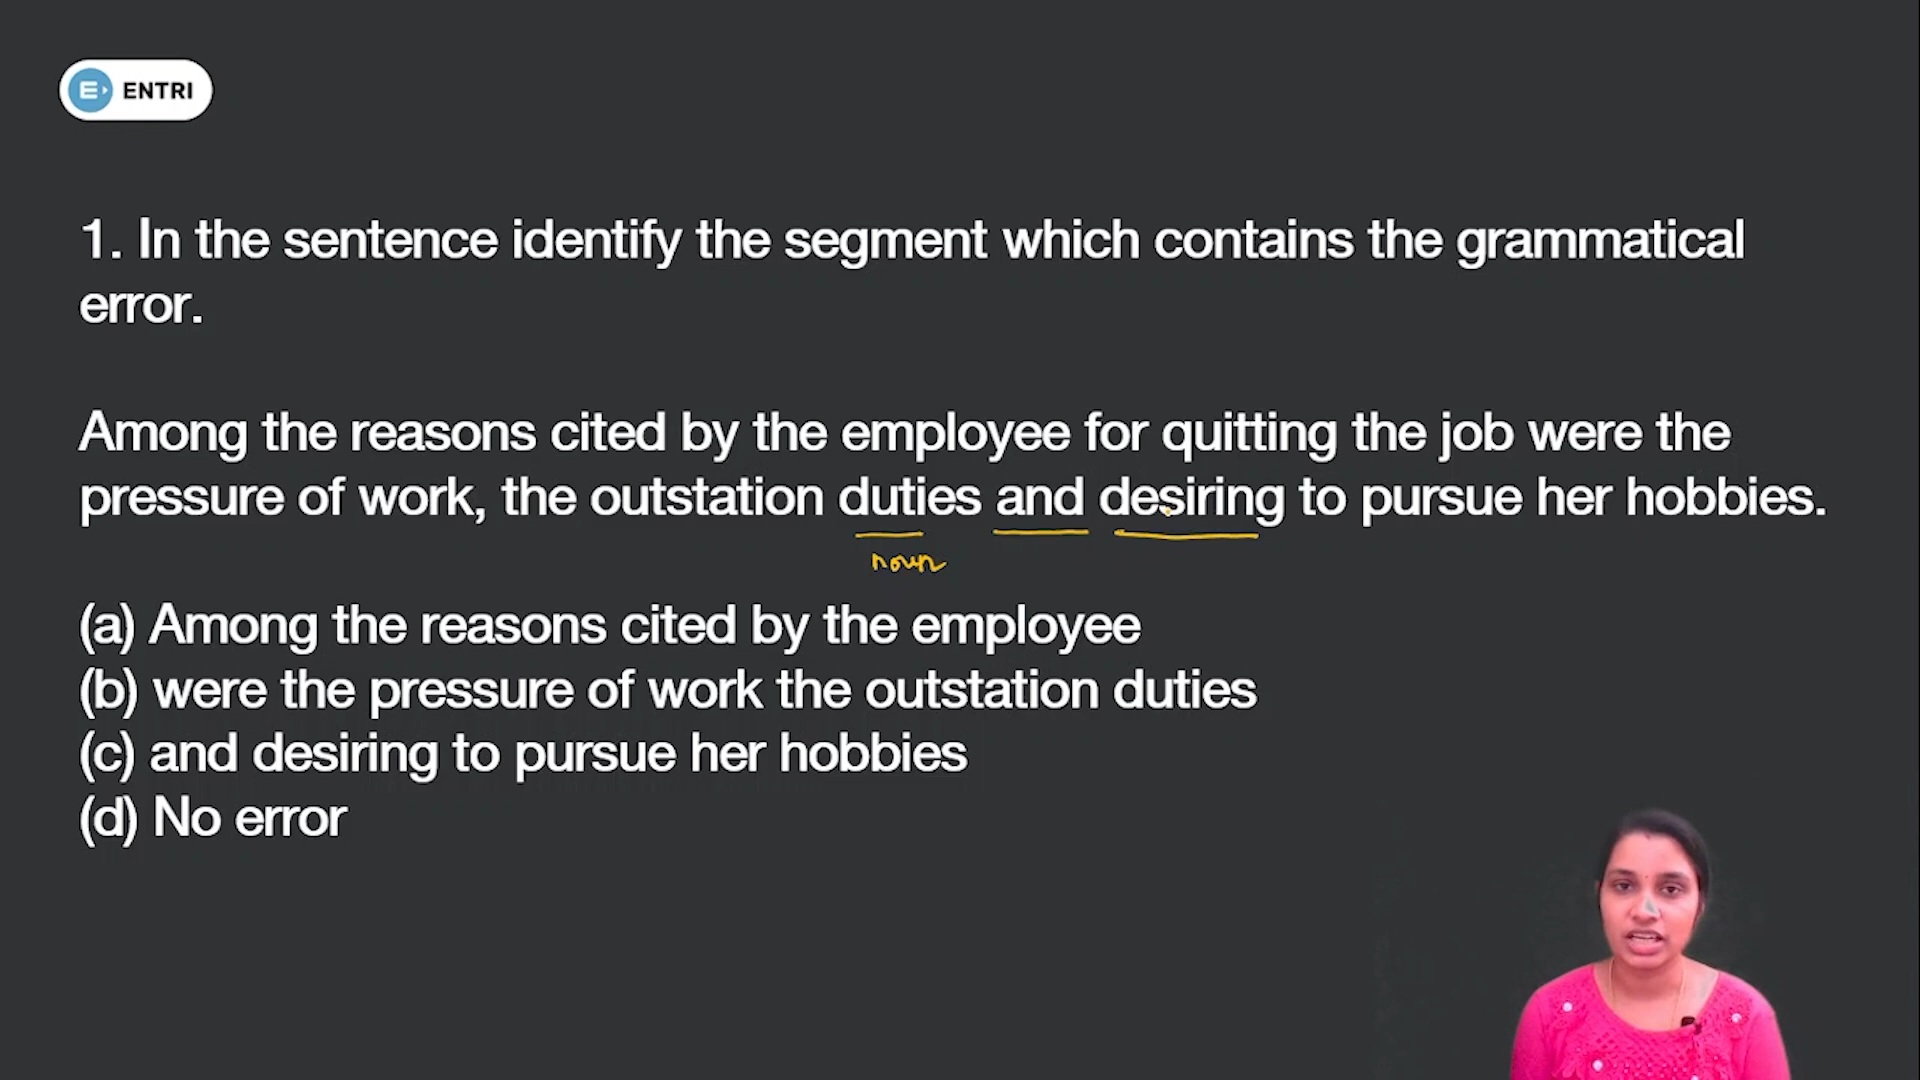 ENTRI
1. In the sentence identify the segment which contains the grammatical
error.
Among the reasons cited by the employee for quitting the job were the
pressure of work, the outstation duties and desiring to pursue her hobbies.
noun
(a) Among the reasons cited by the employee
(b) were the pressure of work the outstation duties
(c) and desiring to pursue her hobbies
(d) No error